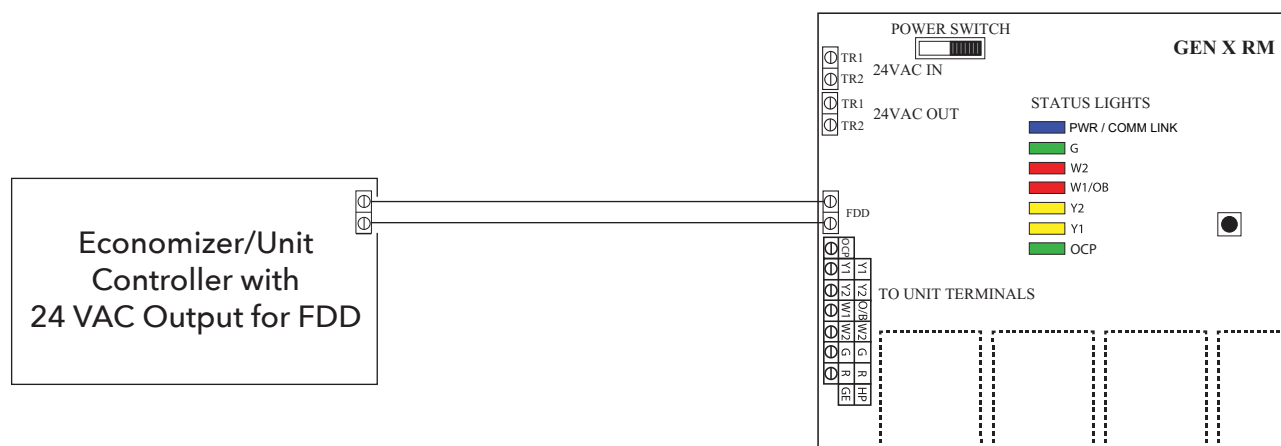 POWER SWITCH
GEN X RM
TR1
24VAC IN
TR2
TR1
24VAC OUT
TR2
STATUS LIGHTS
PWR / COMM LINK
G
W2
W1/OB
Y2
Y1
OCP
Economizer/Unit
Controller with
24 VAC Output for FDD
FDD
OCP
Y1 Y1
Y2 Y2
TO UNIT TERMINALS
W1 O/B
W2 W2
G G
R R
GE HP